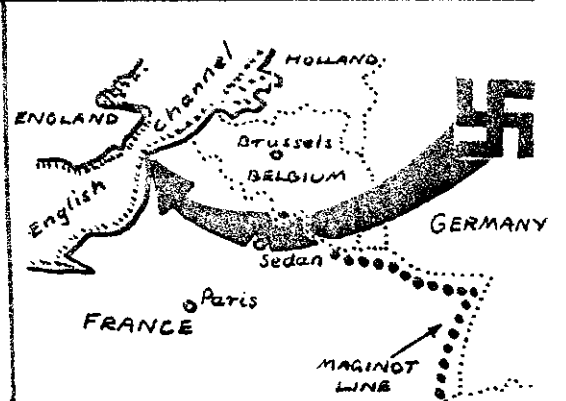 HOLLAND
ENGLAND
Channel
English
Brussels
BELGIUM
GERMANY
Sedan
Paris
FRANCE
MAGINOT
LINE